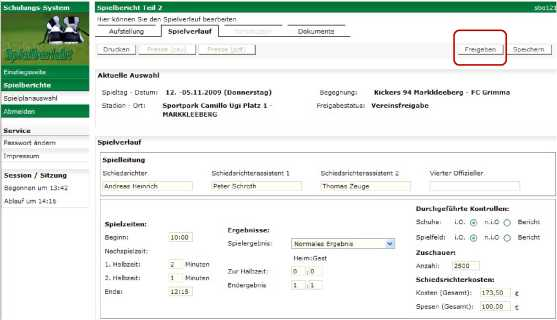 Schulungs-System
Spielbericht Teil 2
sbo121
Hier können Sie den Spielverlauf bearbeiten
Aufstellung
Spielverlauf
Dokumente
Drucken
Presse (csv)
Presse (pdf)
Freigeben
Speichern
Spielbericht
Einstiegsseite
Spielberichte
Spielplanauswahl
Abmelden
Service
Passwort ändern
Impressum
Session / Sitzung
Begonnen um 13:42
Ablauf um 14:16
Aktuelle Auswahl
Spieltag - Datum: 12. -05.11.2009 (Donnerstag)
Begegnung: Kickers 94 Markkleeberg - FC Grimma
Stadion - Ort: Sportpark Camillo Ugi Platz 1 -
MARKKLEEBERG
Freigabestatus: Vereinsfreigabe
Spielverlauf
Spielleitung
Schiedsrichter
Schiedsrichterassistent 1
Schiedsrichterassistent 2
Vierter Offizieller
Andreas Heinrich
Peter Schroth
Thomas Zeuge
Spielzeiten:
Beginn: 10:00
Nachspielzeit:
1. Halbzeit: 2 Minuten
2. Halbzeit: 1 Minuten
Ende: 12:15
Ergebnisse:
Spielergebnis: Normales Ergebnis
Heim:Gast
Zur Halbzeit: 0 :0
Endergebnis 1 :1
Durchgeführte Kontrollen:
Schuhe: i.O. n.i.O Bericht
Spielfeld: i.O. n.i.O Bericht
Zuschauer:
Anzahl: 2500
Schiedsrichterkosten:
Kosten (Gesamt): 173,50 €
Spesen (Gesamt): 100,00 €